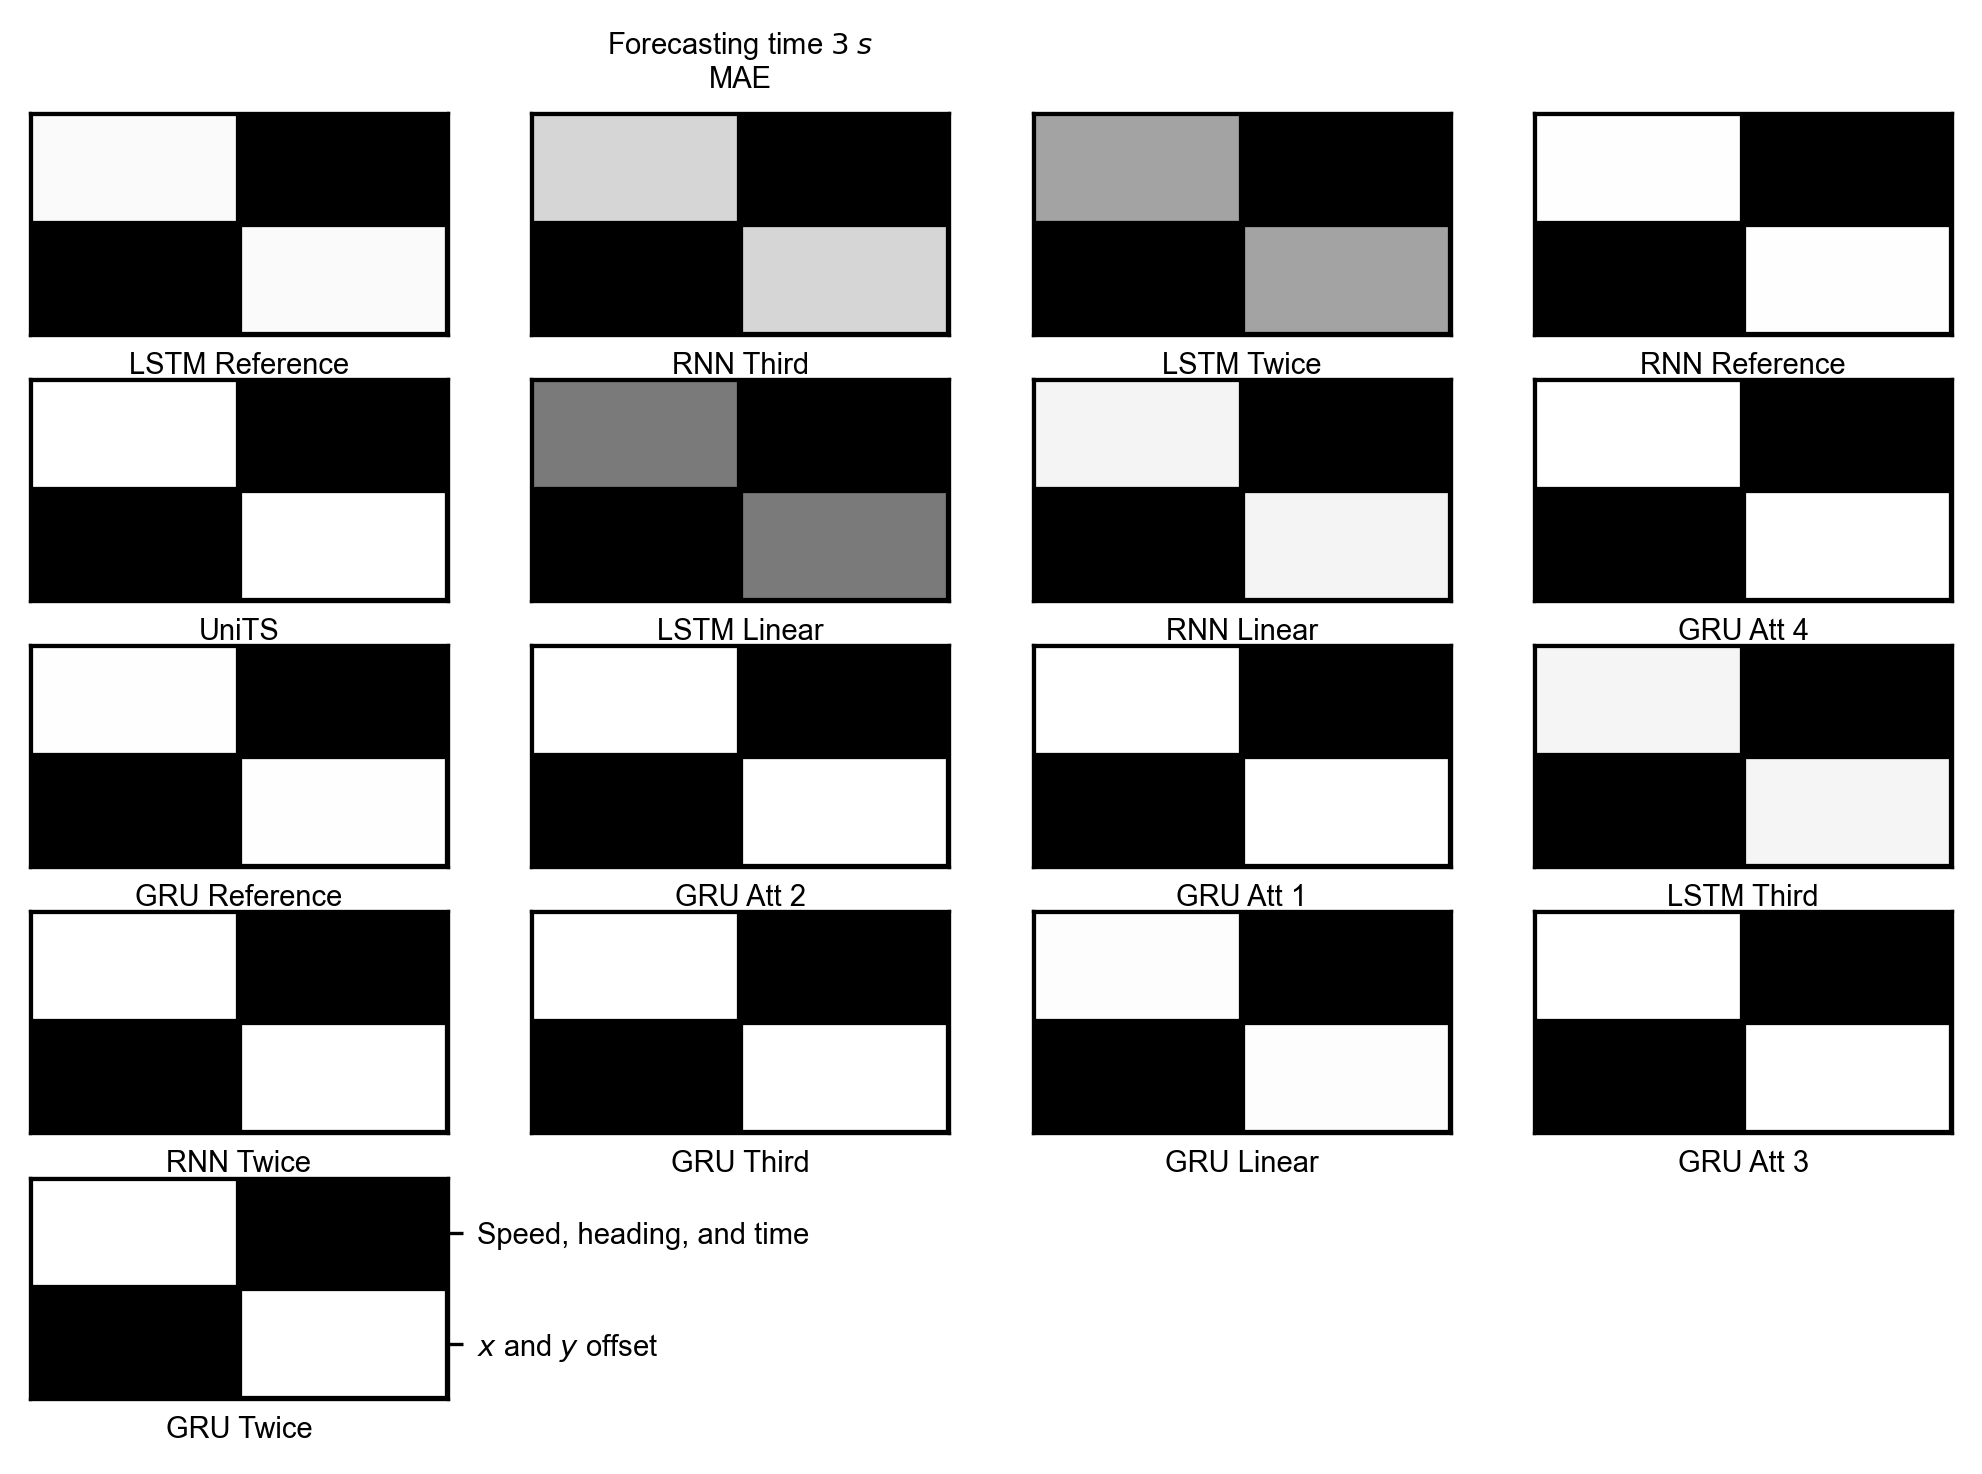 Forecasting time 3 s
MAE
LSTM Reference
RNN Third
LSTM Twice
RNN Reference
UniTS
LSTM Linear
RNN Linear
GRU Att 4
GRU Reference
GRU Att 2
GRU Att 1
LSTM Third
RNN Twice
GRU Third
GRU Linear
GRU Att 3
Speed, heading, and time
x and y offset
GRU Twice